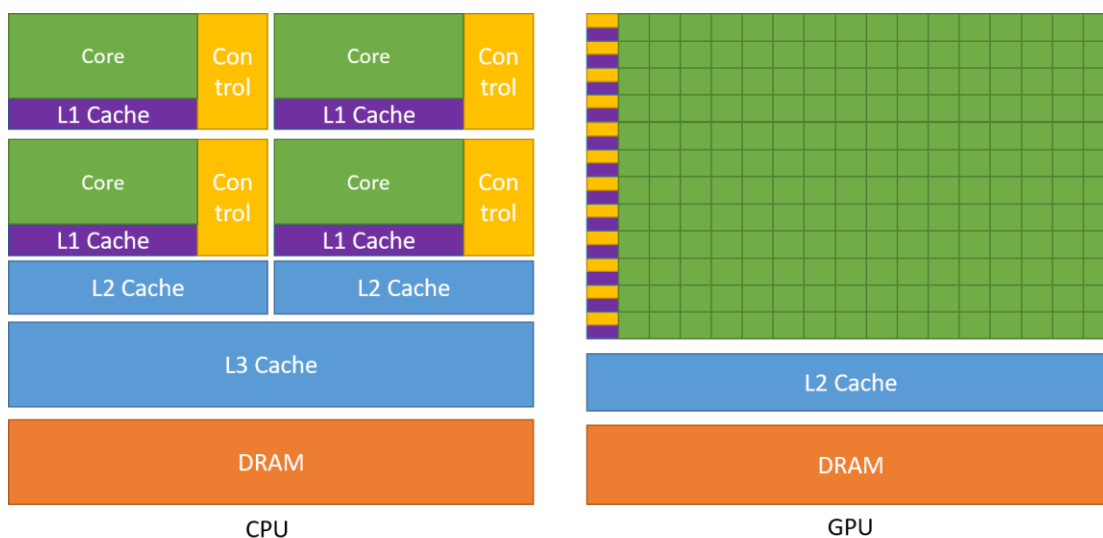 Core
Con
trol
Core
Con
trol
L1 Cache
L1 Cache
Core
Con
trol
Core
Con
trol
L1 Cache
L1 Cache
L2 Cache
L2 Cache
L3 Cache
DRAM
CPU
L2 Cache
DRAM
GPU